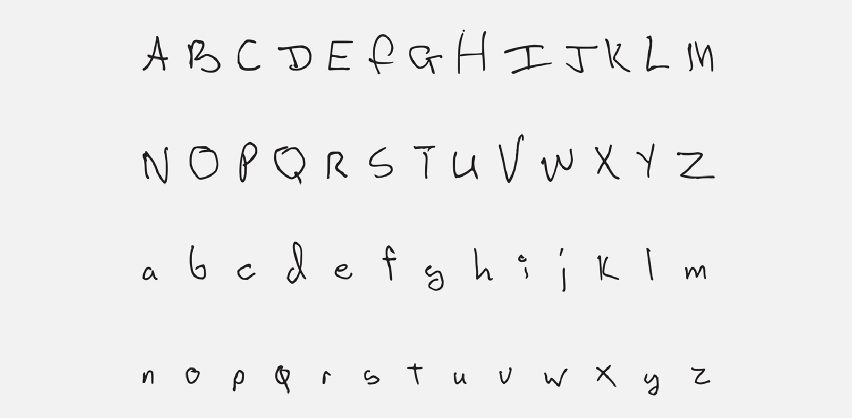 A B C D E F G H I J K L M
N O P Q R S T U V W X Y Z
a b c d e f g h i j k l m
n o p q r s t u v w x y z